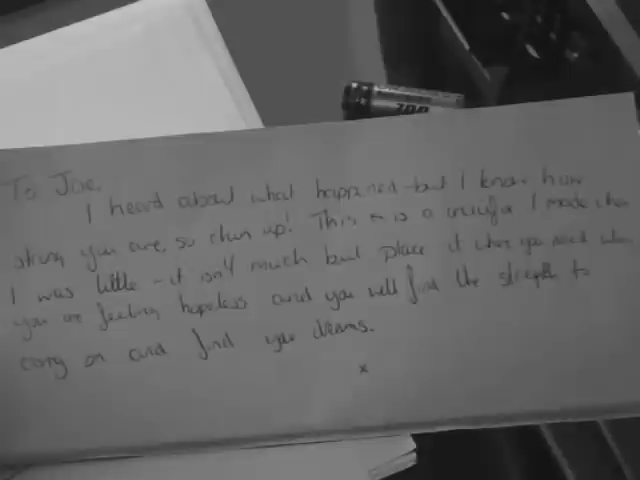 To Joe,
I heard about what happened - but I know how
strong you are, so chin up! This is a crucifix I made when
I was little - it isn't much but place it where you need when
you are feeling hopeless and you will find the strength to
carry on and find your dreams.
x
100